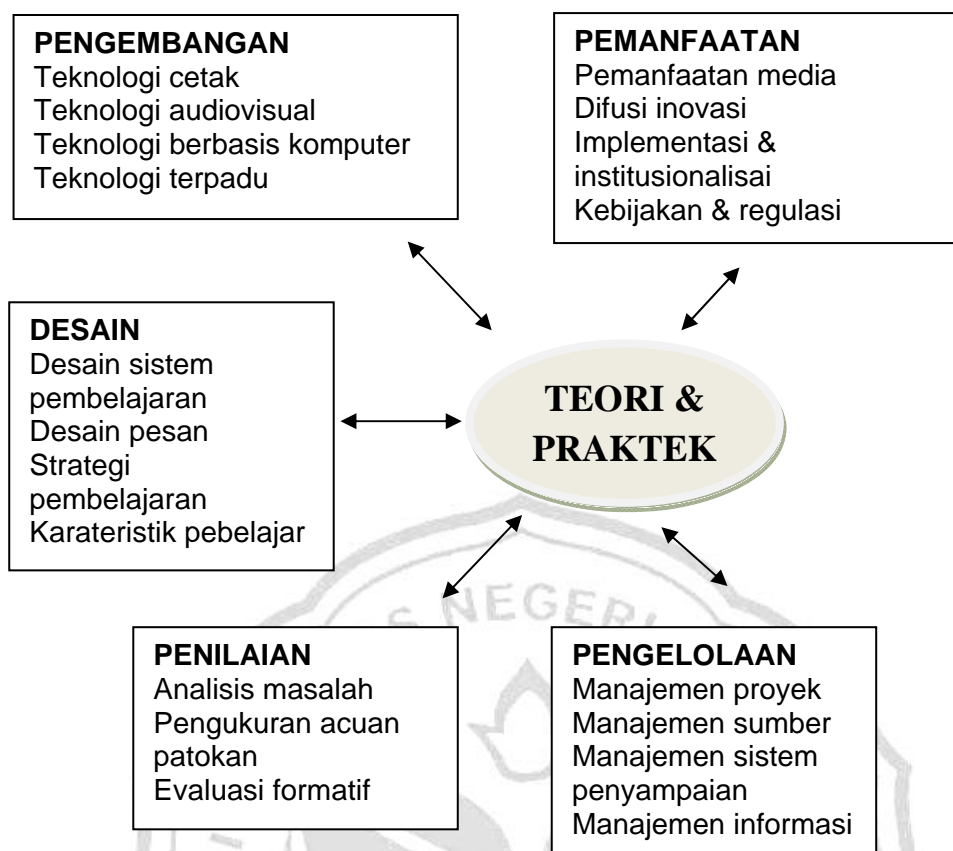 PENGEMBANGAN
Teknologi cetak
Teknologi audiovisual
Teknologi berbasis komputer
Teknologi terpadu
PEMANFAATAN
Pemanfaatan media
Difusi inovasi
Implementasi &
institusionalisai
Kebijakan & regulasi
DESAIN
Desain sistem
pembelajaran
Desain pesan
Strategi
pembelajaran
Karateristik pebelajar
TEORI &
PRAKTEK
NEGERI
PENILAIAN
Analisis masalah
Pengukuran acuan
patokan
Evaluasi formatif
PENGELOLAAN
Manajemen proyek
Manajemen sumber
Manajemen sistem
penyampaian
Manajemen informasi